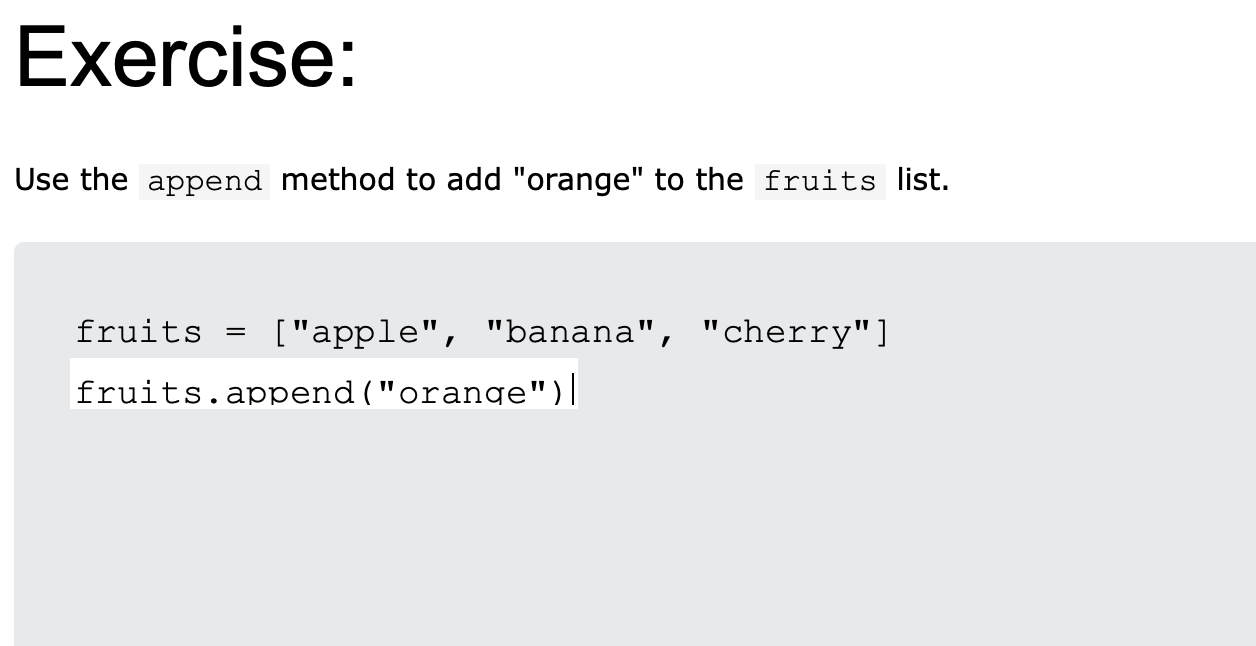 Exercise:
Use the append method to add "orange" to the fruits list.
fruits = ["apple", "banana", "cherry"]
fruits.append("orange")